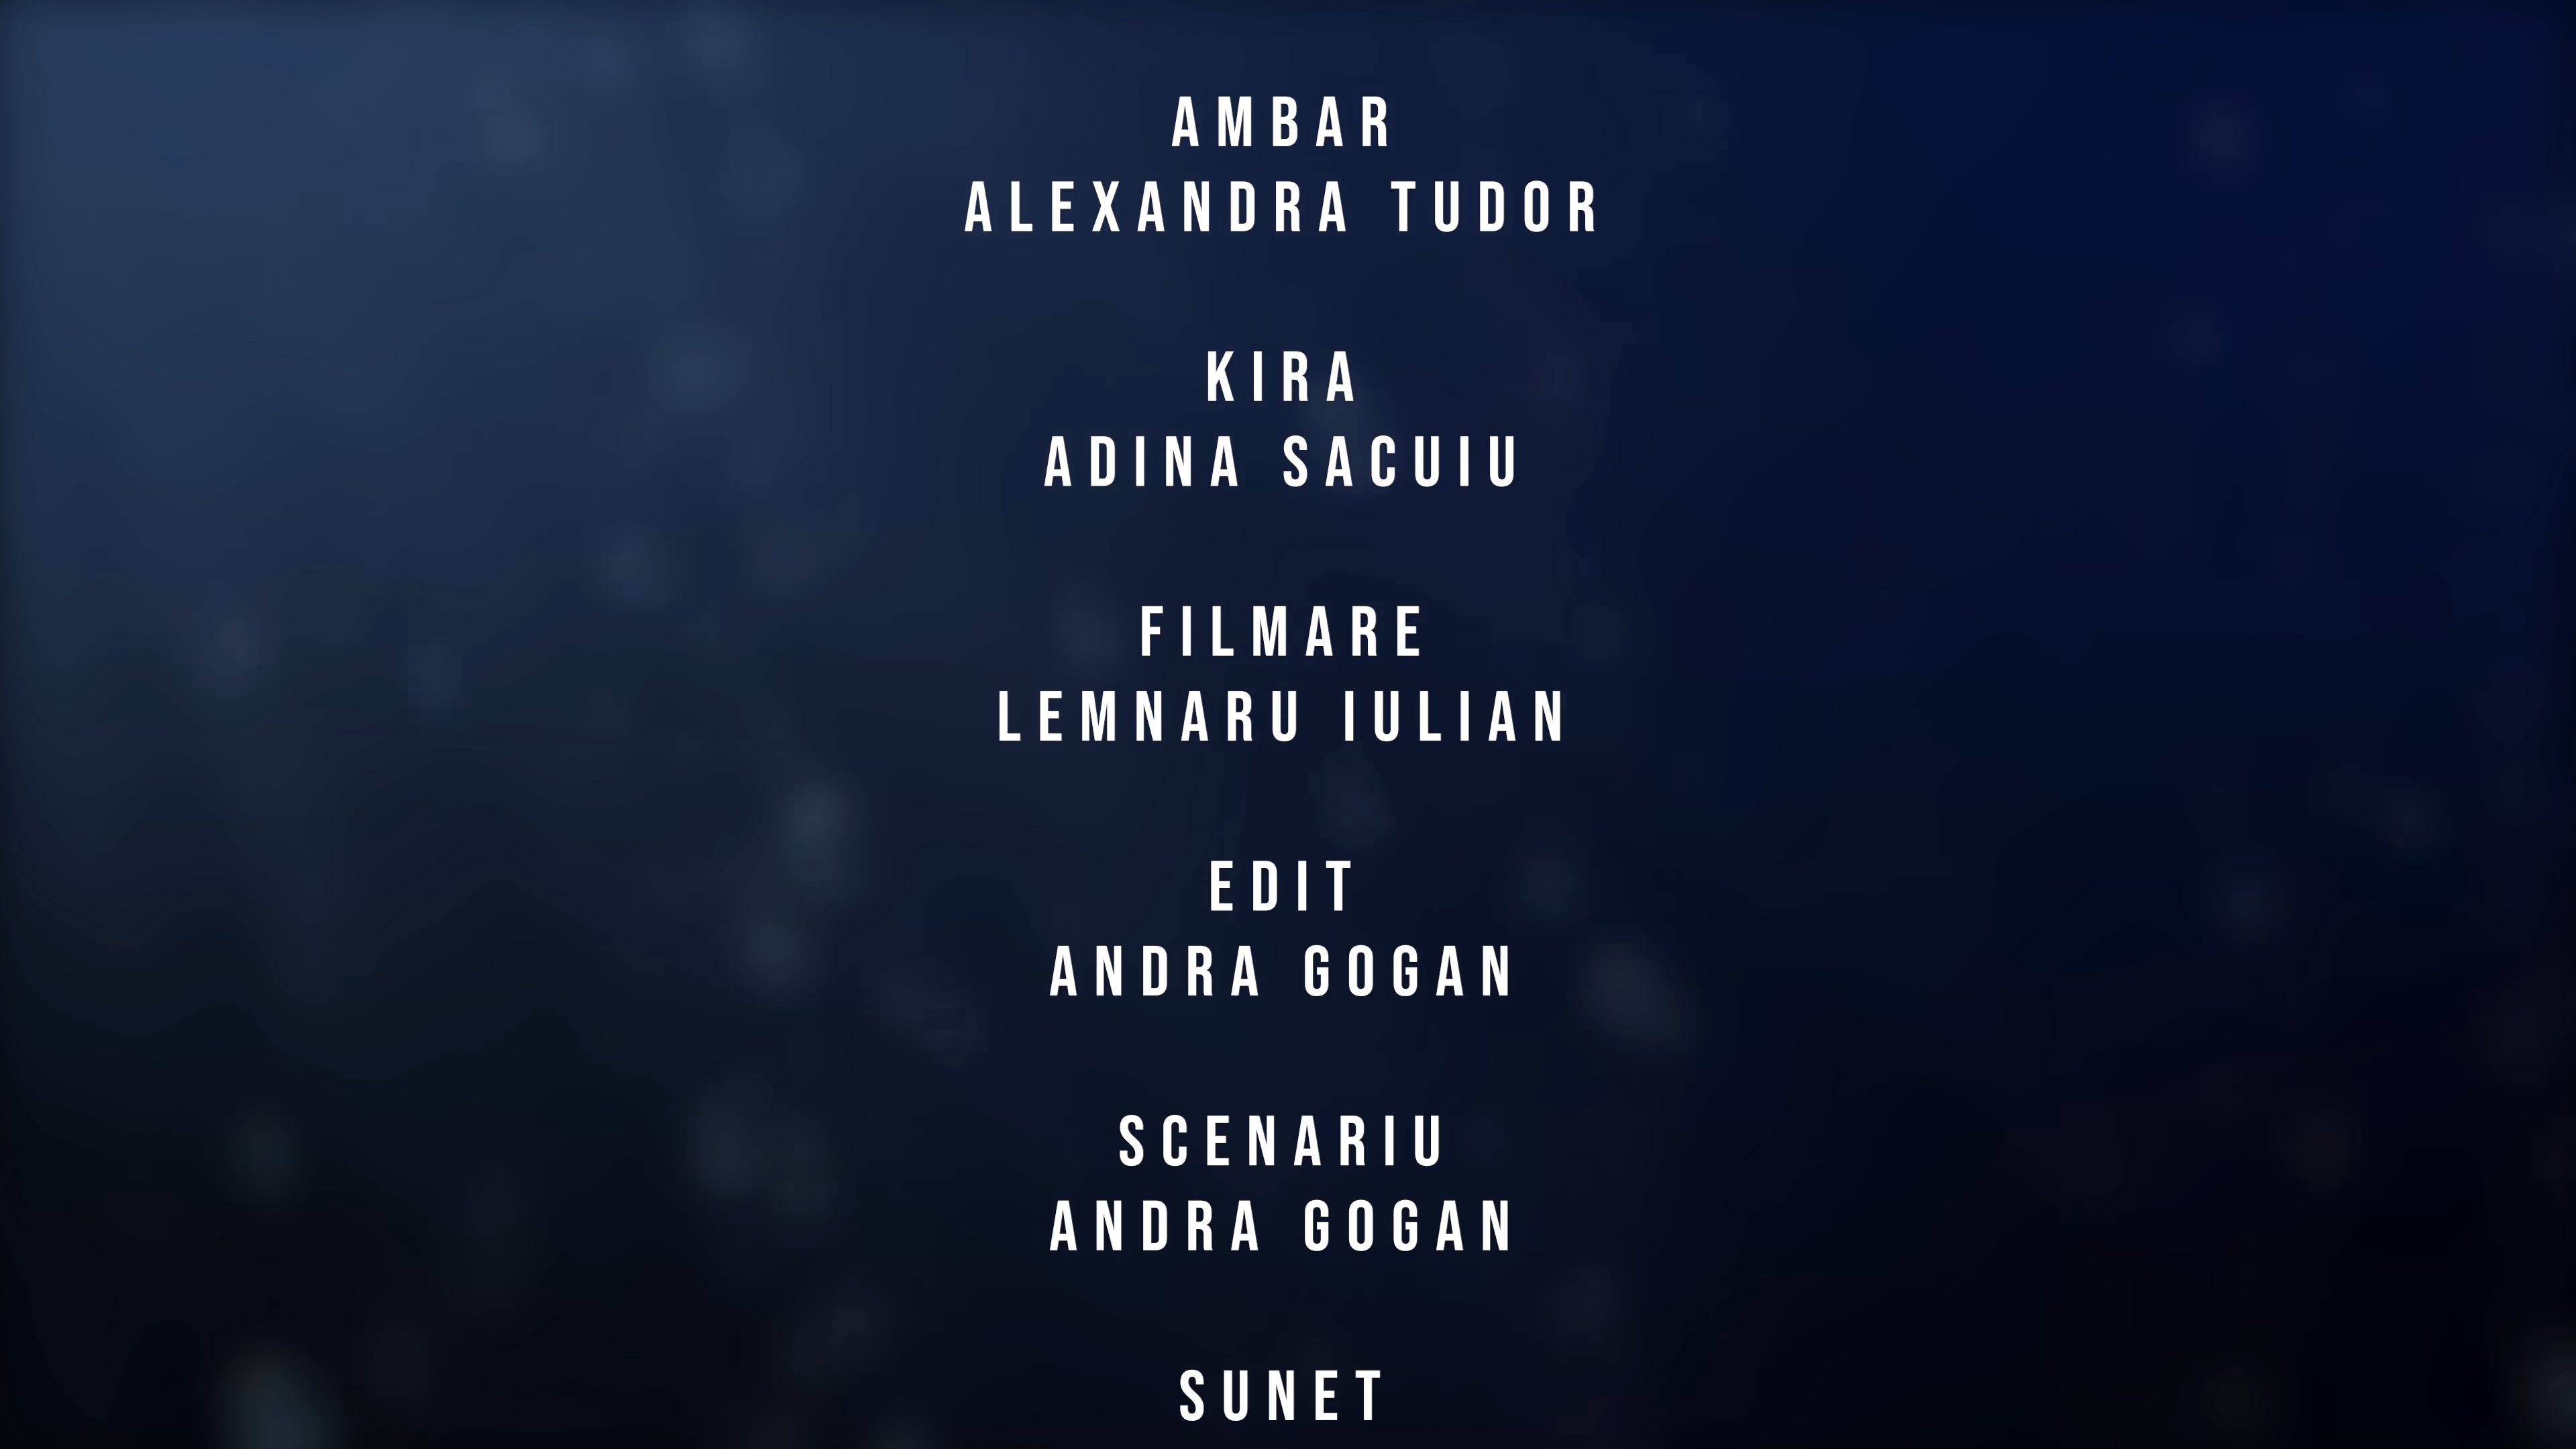 AMBAR
ALEXANDRA TUDOR
KIRA
ADINA SACUIU
FILMARE
LEMNARU IULIAN
EDIT
ANDRA GOGAN
SCENARIU
ANDRA GOGAN
SUNET